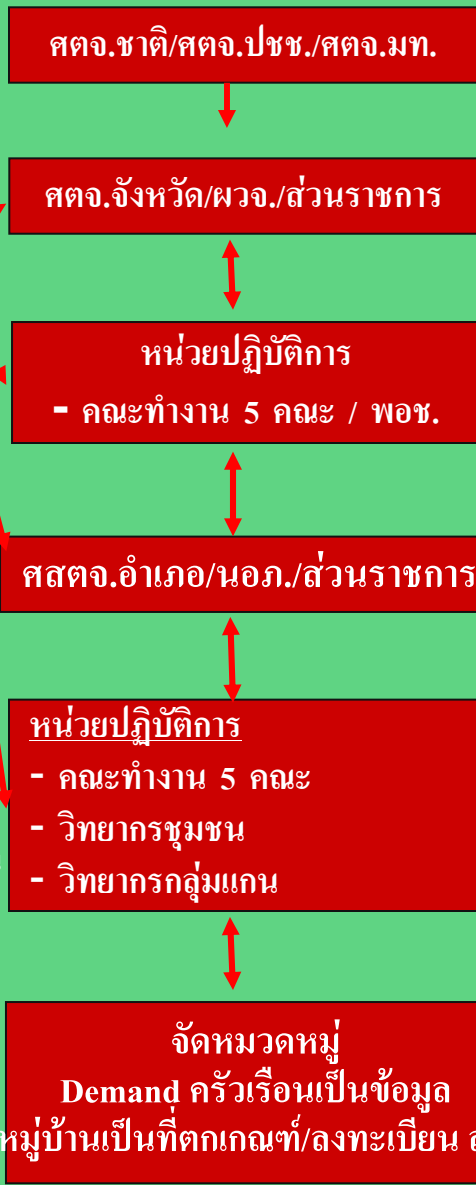 ศตจ.ชาติ/ศตจ.ปชช./ศตจ.มท.
ศตจ.จังหวัด/ผวจ./ส่วนราชการ
หน่วยปฏิบัติการ
- คณะทำงาน 5 คณะ / พอช.
ศสตจ.อำเภอ/นอภ./ส่วนราชการ
หน่วยปฏิบัติการ
- คณะทำงาน 5 คณะ
- วิทยากรชุมชน
- วิทยากรกลุ่มแกน
จัดหมวดหมู่
Demand ครัวเรือนเป็นข้อมูล
หมู่บ้านเป็นที่ตกเกณฑ์/ลงทะเบียน